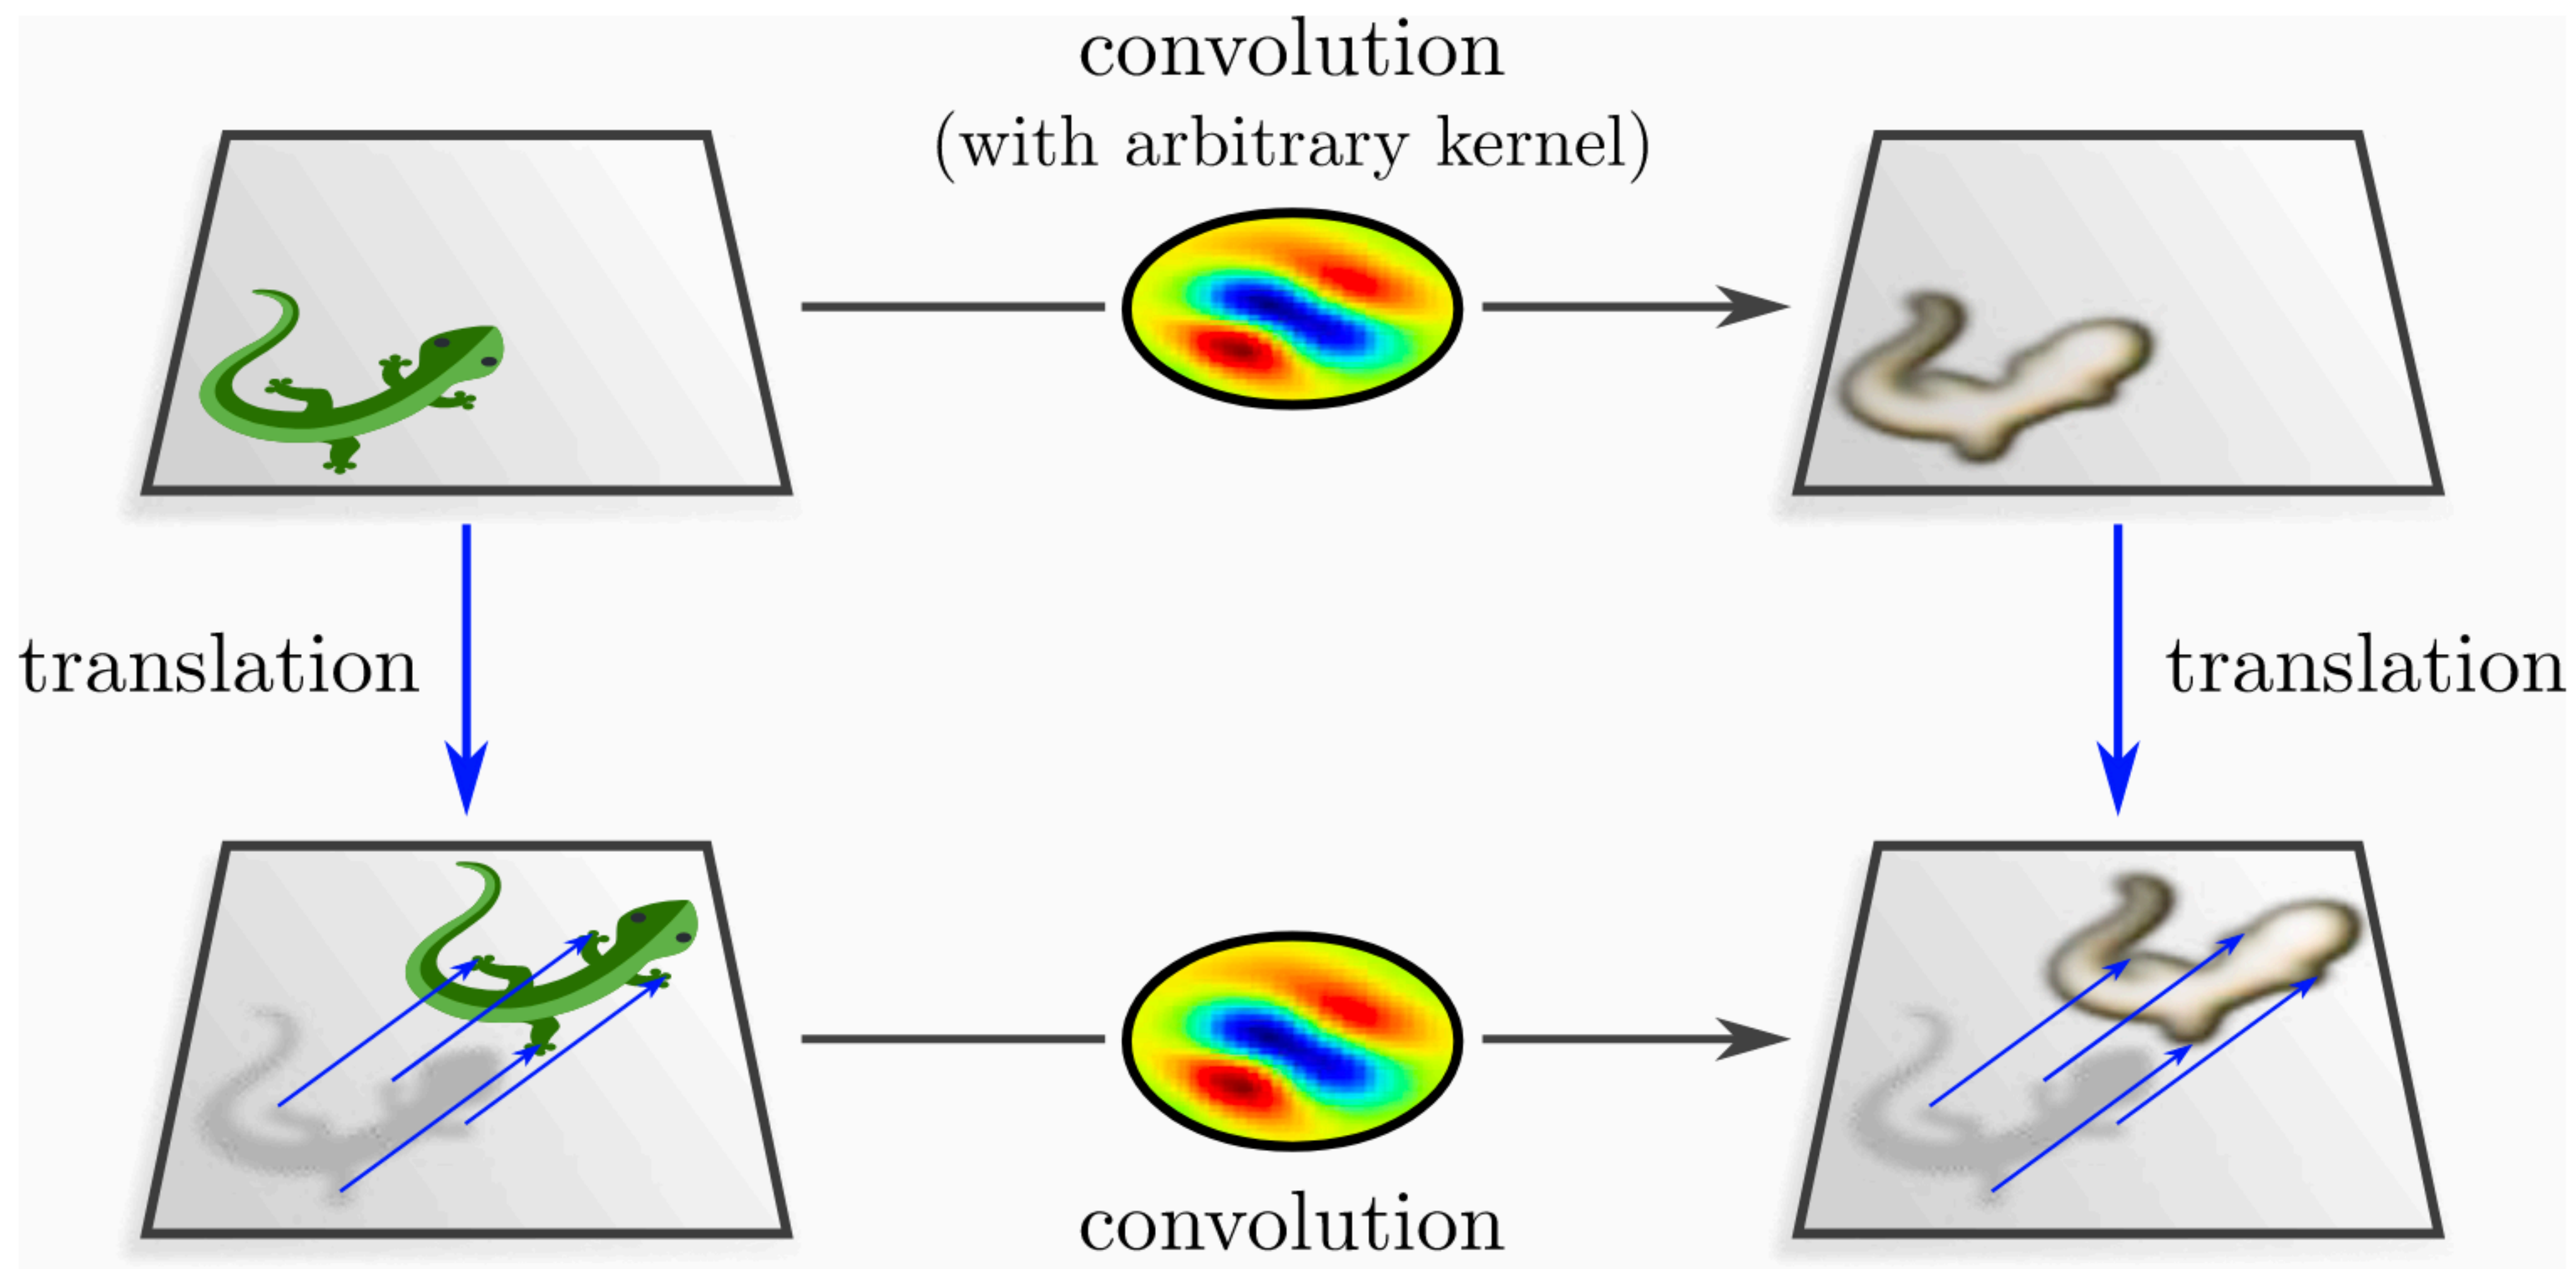 convolution
(with arbitrary kernel)
translation
translation
convolution